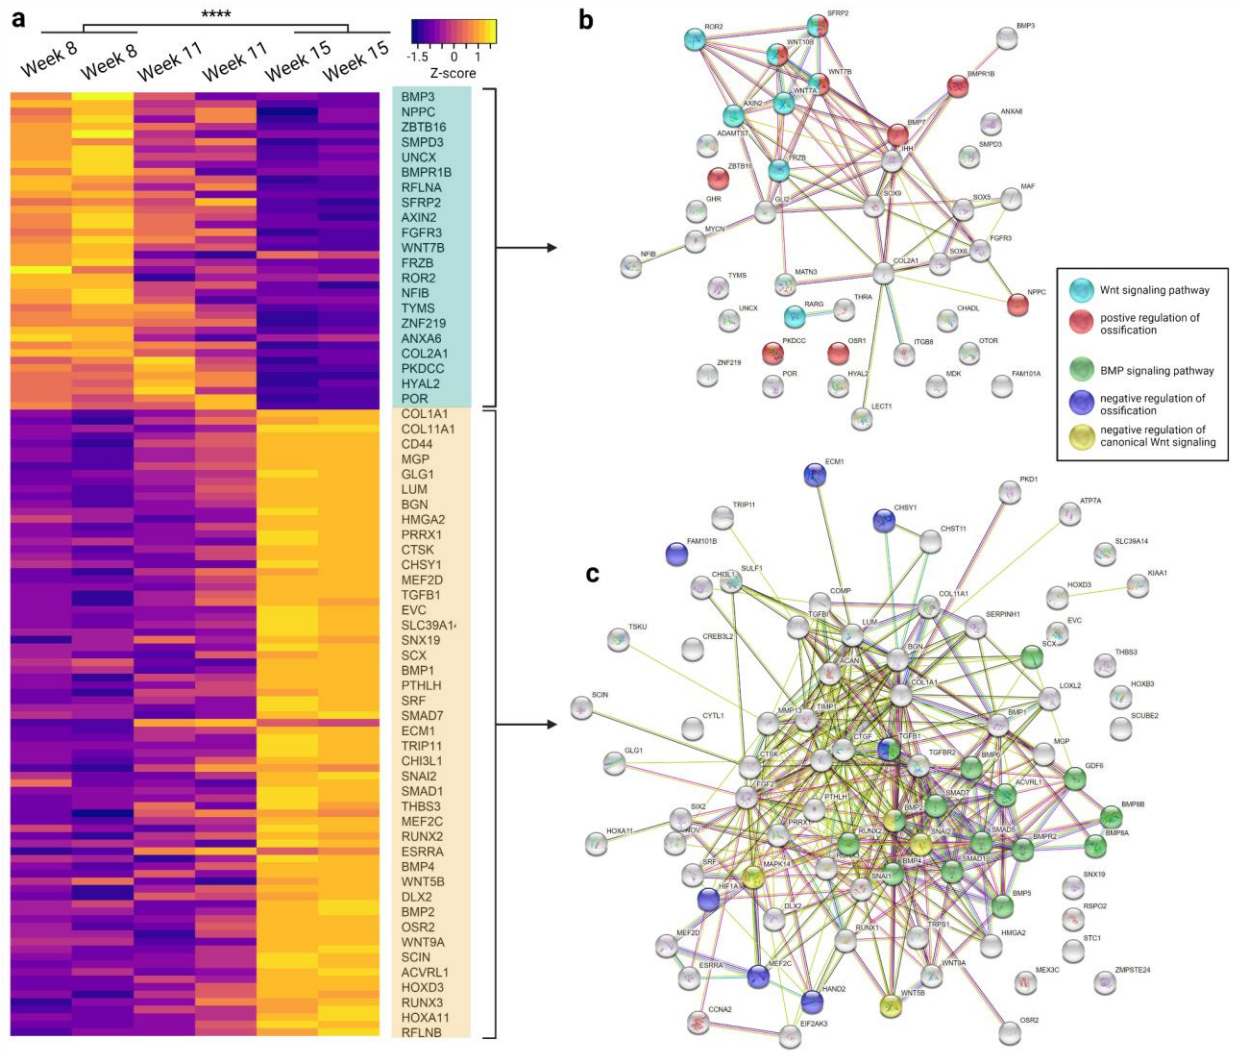 a
****
Week 8
Week 8
Week 11
Week 11
Week 15
Week 15
-1.5 0 1
Z-score
BMP3
NPPC
ZBTB16
SMPD3
UNCX
BMPR1B
RFLNA
SFRP2
AXIN2
FGFR3
WNT7B
FRZB
ROR2
NFIB
TYMS
ZNF219
ANXA6
COL2A1
PKDCC
HYAL2
POR
COL1A1
COL11A1
CD44
MGP
GLG1
LUM
BGN
HMGA2
PRRX1
CTSK
CHSY1
MEF2D
TGFB1
EVC
SLC39A1
SNX19
SCX
BMP1
PTHLH
SRF
SMAD7
ECM1
TRIP11
CHI3L1
SNAI2
SMAD1
THBS3
MEF2C
RUNX2
ESRRA
BMP4
WNT5B
DLX2
BMP2
OSR2
WNT9A
SCIN
ACVRL1
HOXD3
RUNX3
HOXA11
RFLNB
b
SFRP2
ROR2
BMP3
WNT10B
WNT7B
BMPR1B
WNT7A
AXIN2
BMP7
ANXA6
ADAMTS7
IHH
SMPD3
FRZB
ZBTB16
GHR
GLI2
SOX9
SOX5
MAF
MYCN
FGFR3
NFIB
SOX6
COL2A1
TYMS
MATN3
NPPC
UNCX
RARG
THRA
CHADL
PKDCC
OSR1
ITGB8
OTOR
ZNF219
POR
HYAL2
MDK
FAM101A
LECT1
Wnt signaling pathway
postive regulation of
ossification
BMP signaling pathway
negative regulation of
ossification
negative regulation of
canonical Wnt signaling
c
ECM1
PKD1
TRIP11
CHSY1
ATP7A
CHST11
FAM101B
SLC39A14
CHI3L1
SULF1
HOXD3
KIAA1
COMP
COL11A1
TGFBI
SERPINH1
TSKU
CREB3L2
LUM
EVC
BGN
SCX
ACAN
THBS3
COL1A1
LOXL2
HOXB3
SCIN
CYTL1
MMP13
TIMP1
BMP1
SCUBE2
CTGF
TGFB1
MGP
GLG1
CTSK
TGFBR2
BMP6
GDF6
FGF2
ACVRL1
PTHLH
SMAD7
BMP2
BMP8B
SIX2
PRRX1
RUNX2
SNAI2
SMAD5
BMPR2
BMP8A
HOXA11
NOV
SRF
MAPK14
BMP4
SMAD1
HIF1A
SNAI1
BMP5
SNX19
DLX2
RSPO2
TRPS1
HMGA2
MEF2D
RUNX1
STC1
ESRRA
MEF2C
WNT9A
MEX3C
ZMPSTE24
HAND2
WNT5B
CCNA2
EIF2AK3
OSR2